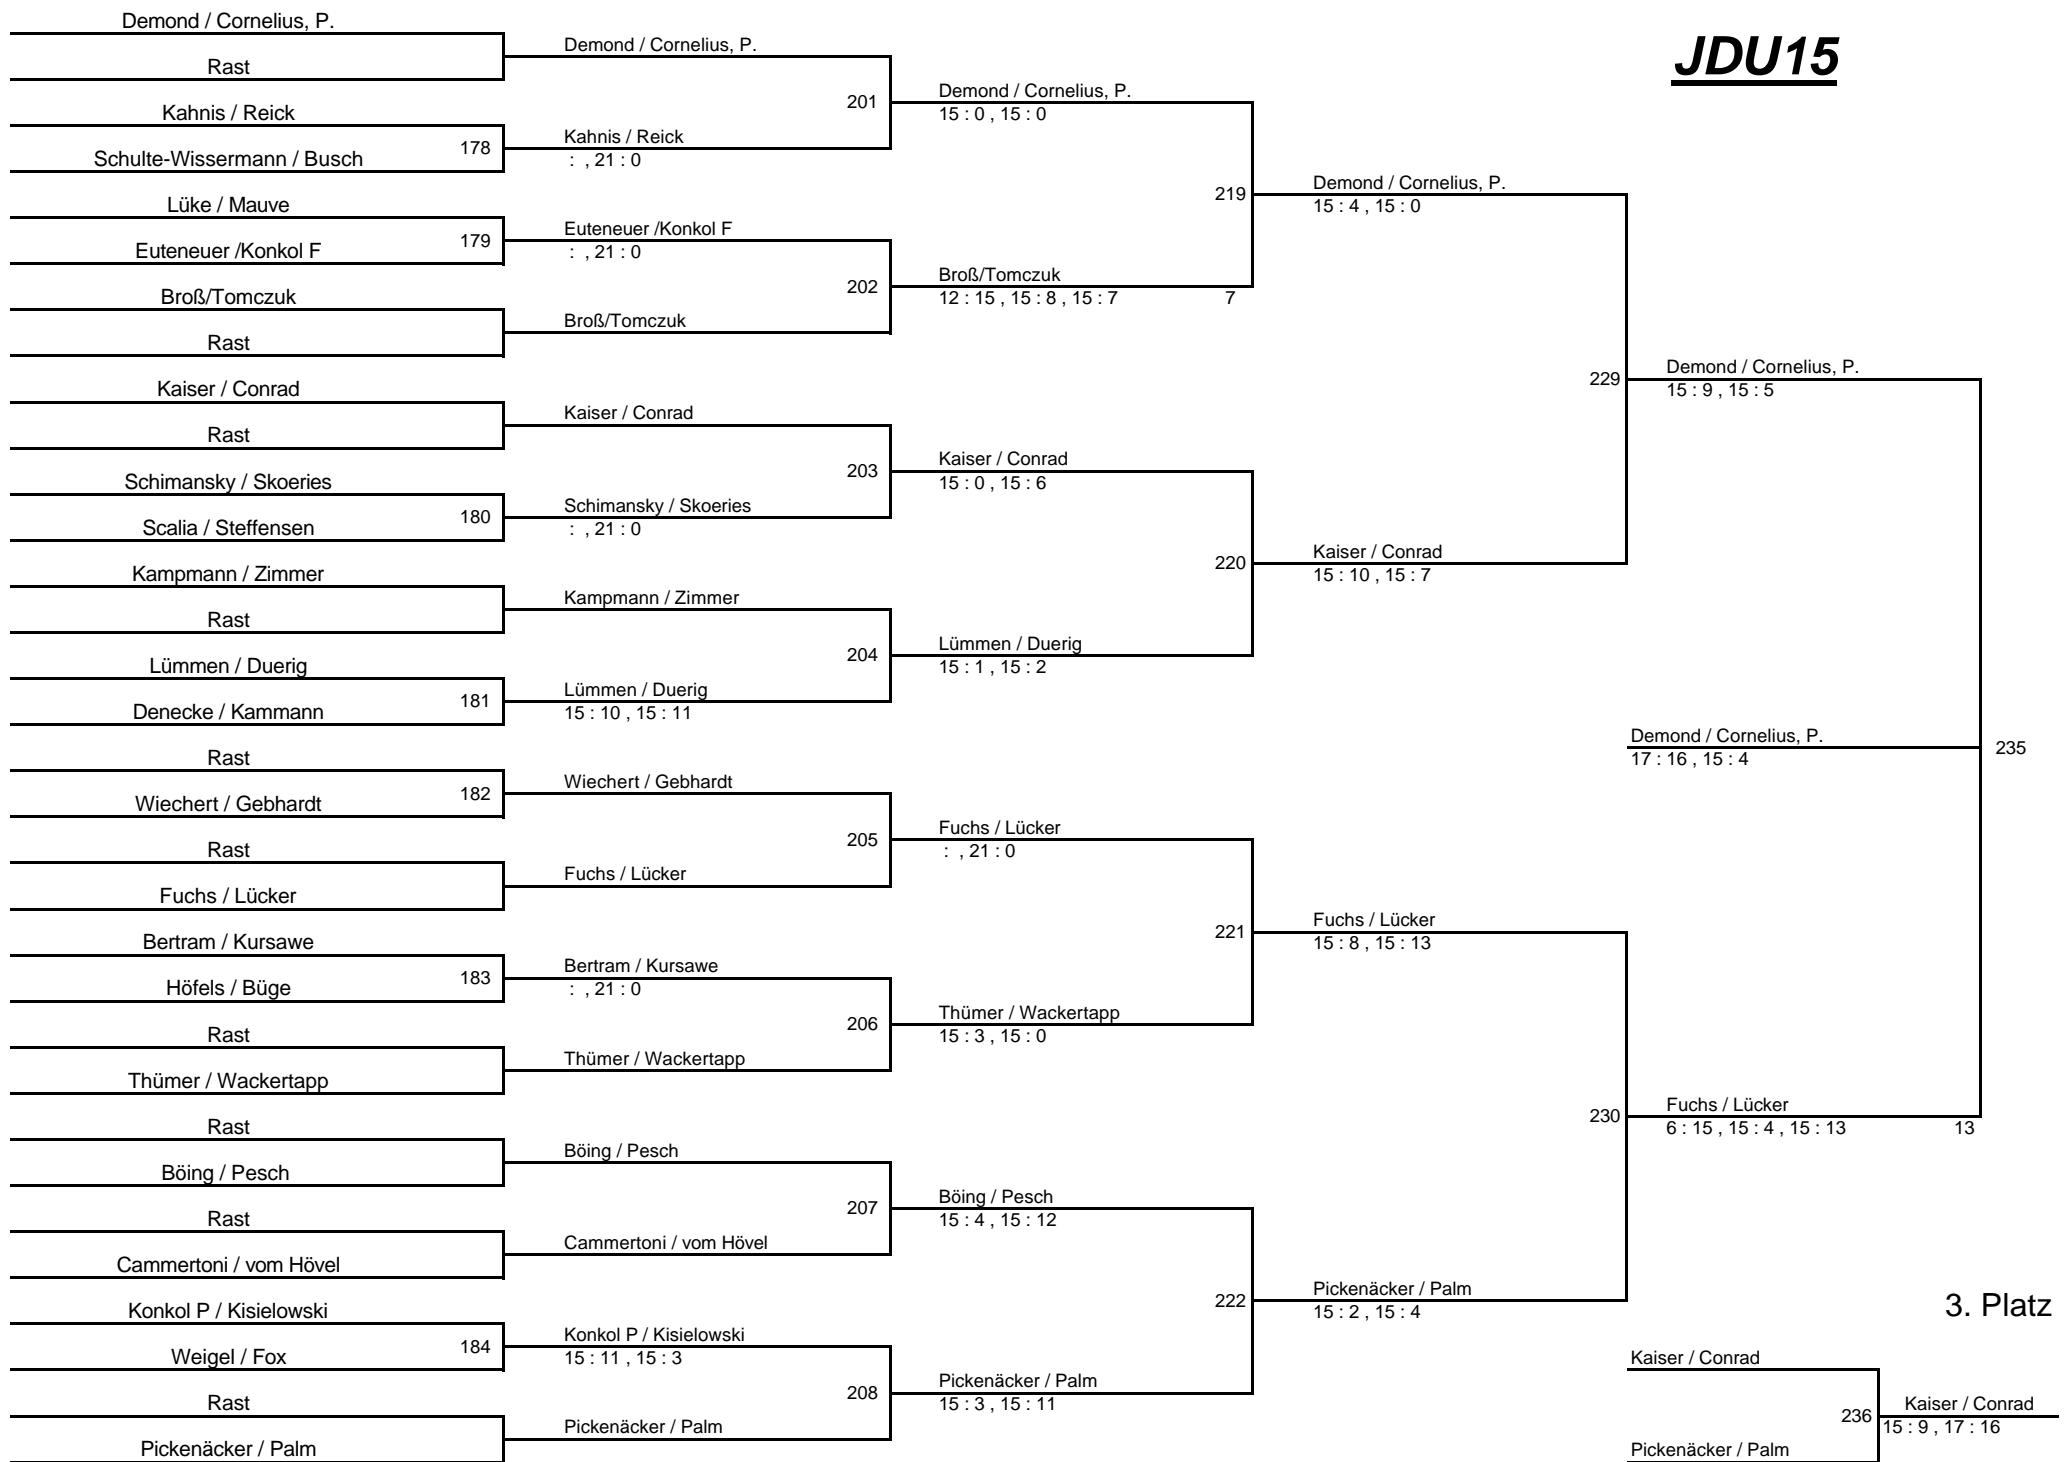 JDU15
Demond / Cornelius, P.
Rast
Kahnis / Reick
Schulte-Wissermann / Busch
178
Lüke / Mauve
Euteneuer /Konkol F
179
Broß/Tomczuk
Rast
Kaiser / Conrad
Rast
Schimansky / Skoeries
Scalia / Steffensen
180
Kampmann / Zimmer
Rast
Lümmen / Duerig
Denecke / Kammann
181
Rast
Wiechert / Gebhardt
182
Rast
Fuchs / Lücker
Bertram / Kursawe
Höfels / Büge
183
Rast
Thümer / Wackertapp
Rast
Böing / Pesch
Rast
Cammertoni / vom Hövel
Konkol P / Kisielowski
Weigel / Fox
184
Rast
Pickenäcker / Palm
Demond / Cornelius, P.
201
Kahnis / Reick
: , 21 : 0
Euteneuer /Konkol F
: , 21 : 0
202
Broß/Tomczuk
Kaiser / Conrad
203
Schimansky / Skoeries
: , 21 : 0
Kampmann / Zimmer
204
Lümmen / Duerig
15 : 10 , 15 : 11
Wiechert / Gebhardt
205
Fuchs / Lücker
Bertram / Kursawe
: , 21 : 0
206
Thümer / Wackertapp
Böing / Pesch
207
Cammertoni / vom Hövel
Konkol P / Kisielowski
15 : 11 , 15 : 3
208
Pickenäcker / Palm
Demond / Cornelius, P.
15 : 0 , 15 : 0
219
Broß/Tomczuk
12 : 15 , 15 : 8 , 15 : 7 7
Kaiser / Conrad
15 : 0 , 15 : 6
220
Lümmen / Duerig
15 : 1 , 15 : 2
Fuchs / Lücker
: , 21 : 0
221
Thümer / Wackertapp
15 : 3 , 15 : 0
Böing / Pesch
15 : 4 , 15 : 12
222
Pickenäcker / Palm
15 : 3 , 15 : 11
Demond / Cornelius, P.
15 : 4 , 15 : 0
229
Kaiser / Conrad
15 : 10 , 15 : 7
Fuchs / Lücker
15 : 8 , 15 : 13
230
Pickenäcker / Palm
15 : 2 , 15 : 4
Demond / Cornelius, P.
15 : 9 , 15 : 5
Demond / Cornelius, P.
17 : 16 , 15 : 4
235
Fuchs / Lücker
6 : 15 , 15 : 4 , 15 : 13 13
3. Platz
Kaiser / Conrad
236
Kaiser / Conrad
15 : 9 , 17 : 16
Pickenäcker / Palm